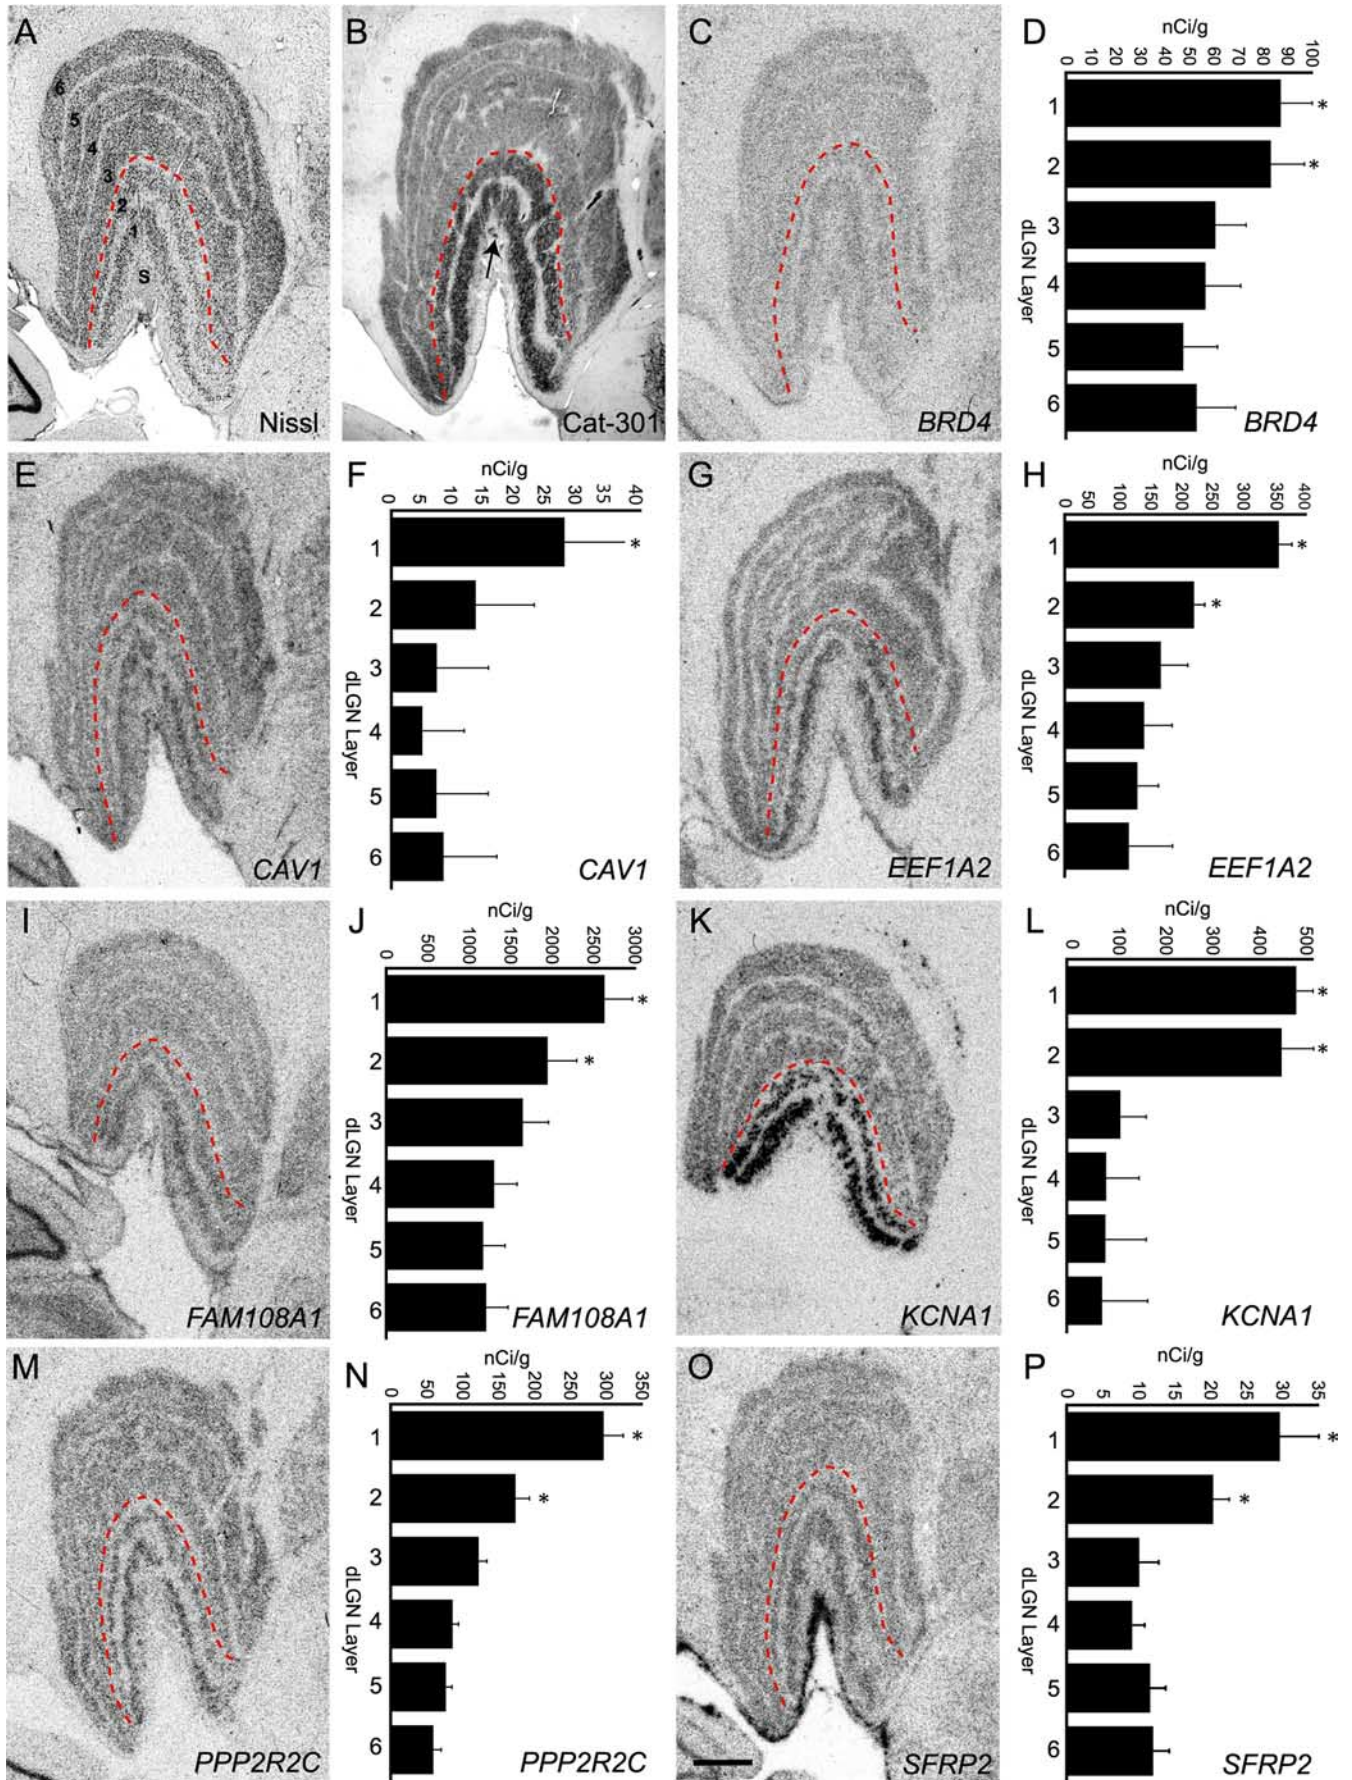 A
6
5
4
3
2
1
S
Nissl
B
Cat-301
C
BRD4
D
nCi/g
0 10 20 30 40 50 60 70 80 90 100
1 *
2 *
3
4
5
6
dLGN Layer
BRD4
E
CAV1
F
nCi/g
0 5 10 15 20 25 30 35 40
1 *
2
3
4
5
6
dLGN Layer
CAV1
G
EEF1A2
H
nCi/g
0 50 100 150 200 250 300 350 400
1 *
2 *
3
4
5
6
dLGN Layer
EEF1A2
I
FAM108A1
J
nCi/g
500 1000 1500 2000 2500 3000
0
1 *
2 *
3
4
5
6
dLGN Layer
FAM108A1
K
KCNA1
L
nCi/g
0 100 200 300 400 500
1 *
2 *
3
4
5
6
dLGN Layer
KCNA1
M
PPP2R2C
N
nCi/g
0 50 100 150 200 250 300 350
1 *
2 *
3
4
5
6
dLGN Layer
PPP2R2C
O
SFRP2
P
nCi/g
0 5 10 15 20 25 30 35
1 *
2 *
3
4
5
6
dLGN Layer
SFRP2